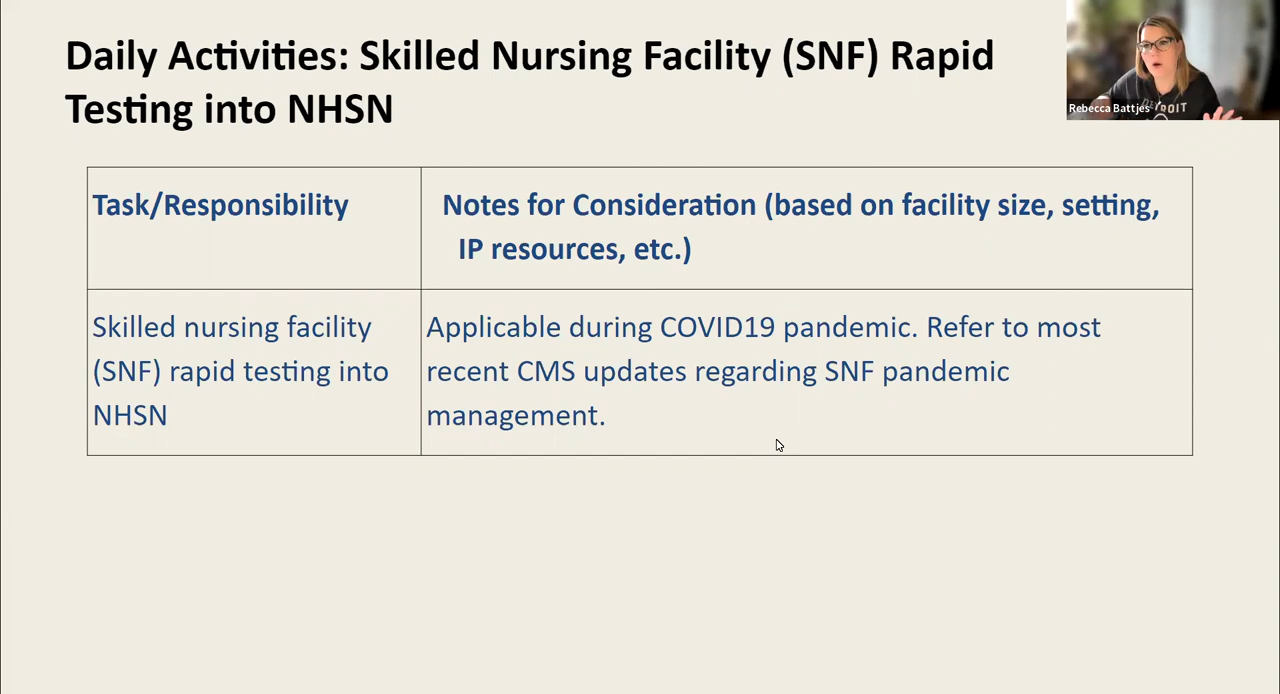 Daily Activities: Skilled Nursing Facility (SNF) Rapid
Testing into NHSN
Rebecca Battjes
DETROIT
Task/Responsibility
Notes for Consideration (based on facility size, setting,
IP resources, etc.)
Skilled nursing facility
(SNF) rapid testing into
NHSN
Applicable during COVID19 pandemic. Refer to most
recent CMS updates regarding SNF pandemic
management.